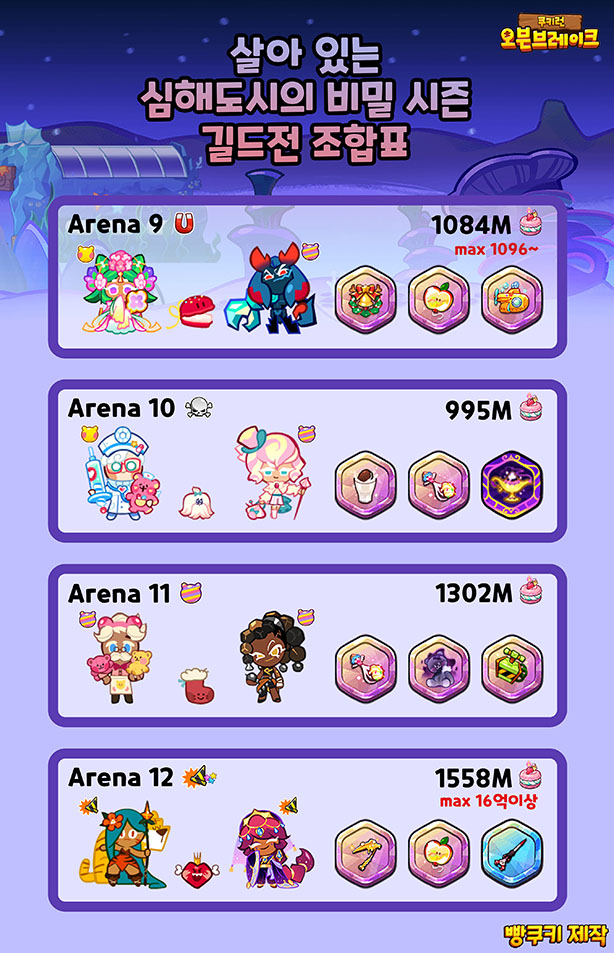 쿠키런
오븐브레이크
살아 있는
심해도시의 비밀 시즌
길드전 조합표
Arena 9
1084M
max 1096~
Arena 10
995M
Arena 11
1302M
Arena 12
1558M
max 16억이상
빵쿠키 제작